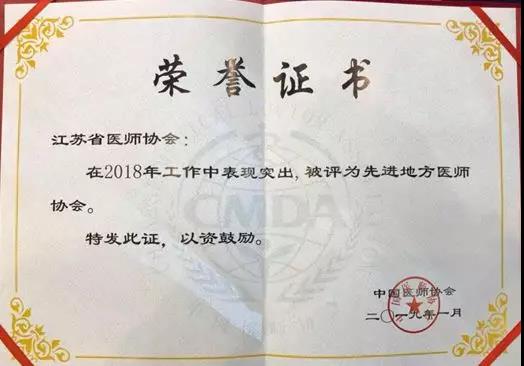 荣誉证书
江苏省医师协会：
在2018年工作中表现突出，被评为先进地方医师
协会。
特发此证，以资鼓励。
CMDA
中国医师协会
二〇一九年一月